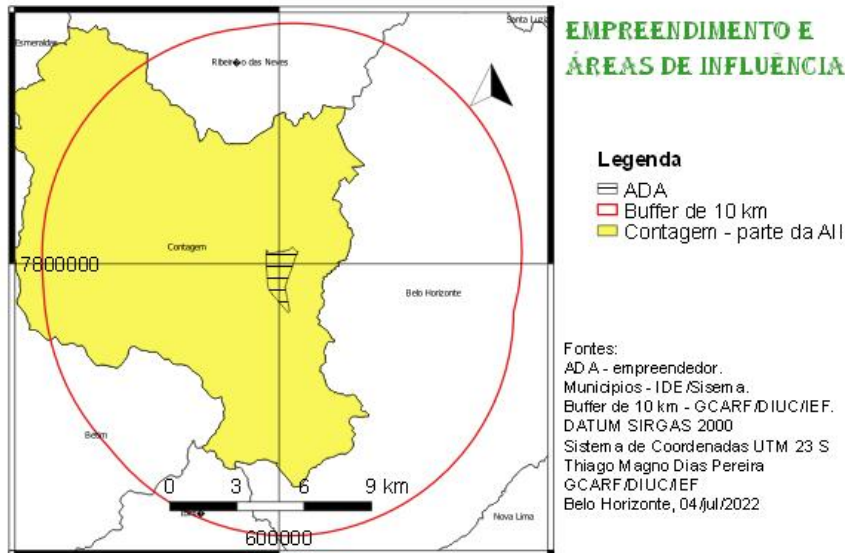 EMPREENDIMENTO E
ÁREAS DE INFLUÊNCIA
Legenda
ADA
Buffer de 10 km
Contagem - parte da AII
Fontes:
ADA - empreendedor.
Municipios - IDE/Sisema.
Buffer de 10 km - GCARF/DIUC/IEF.
DATUM SIRGAS 2000
Sistema de Coordenadas UTM 23 S
Thiago Magno Dias Pereira
GCARF/DIUC/IEF
Belo Horizonte, 04/jul/2022
Santa Luzia
Esmeraldas
Ribeir�o das Neves
Contagem
7800000
Belo Horizonte
Betim
0 3 6 9 km
600000
Nova Lima